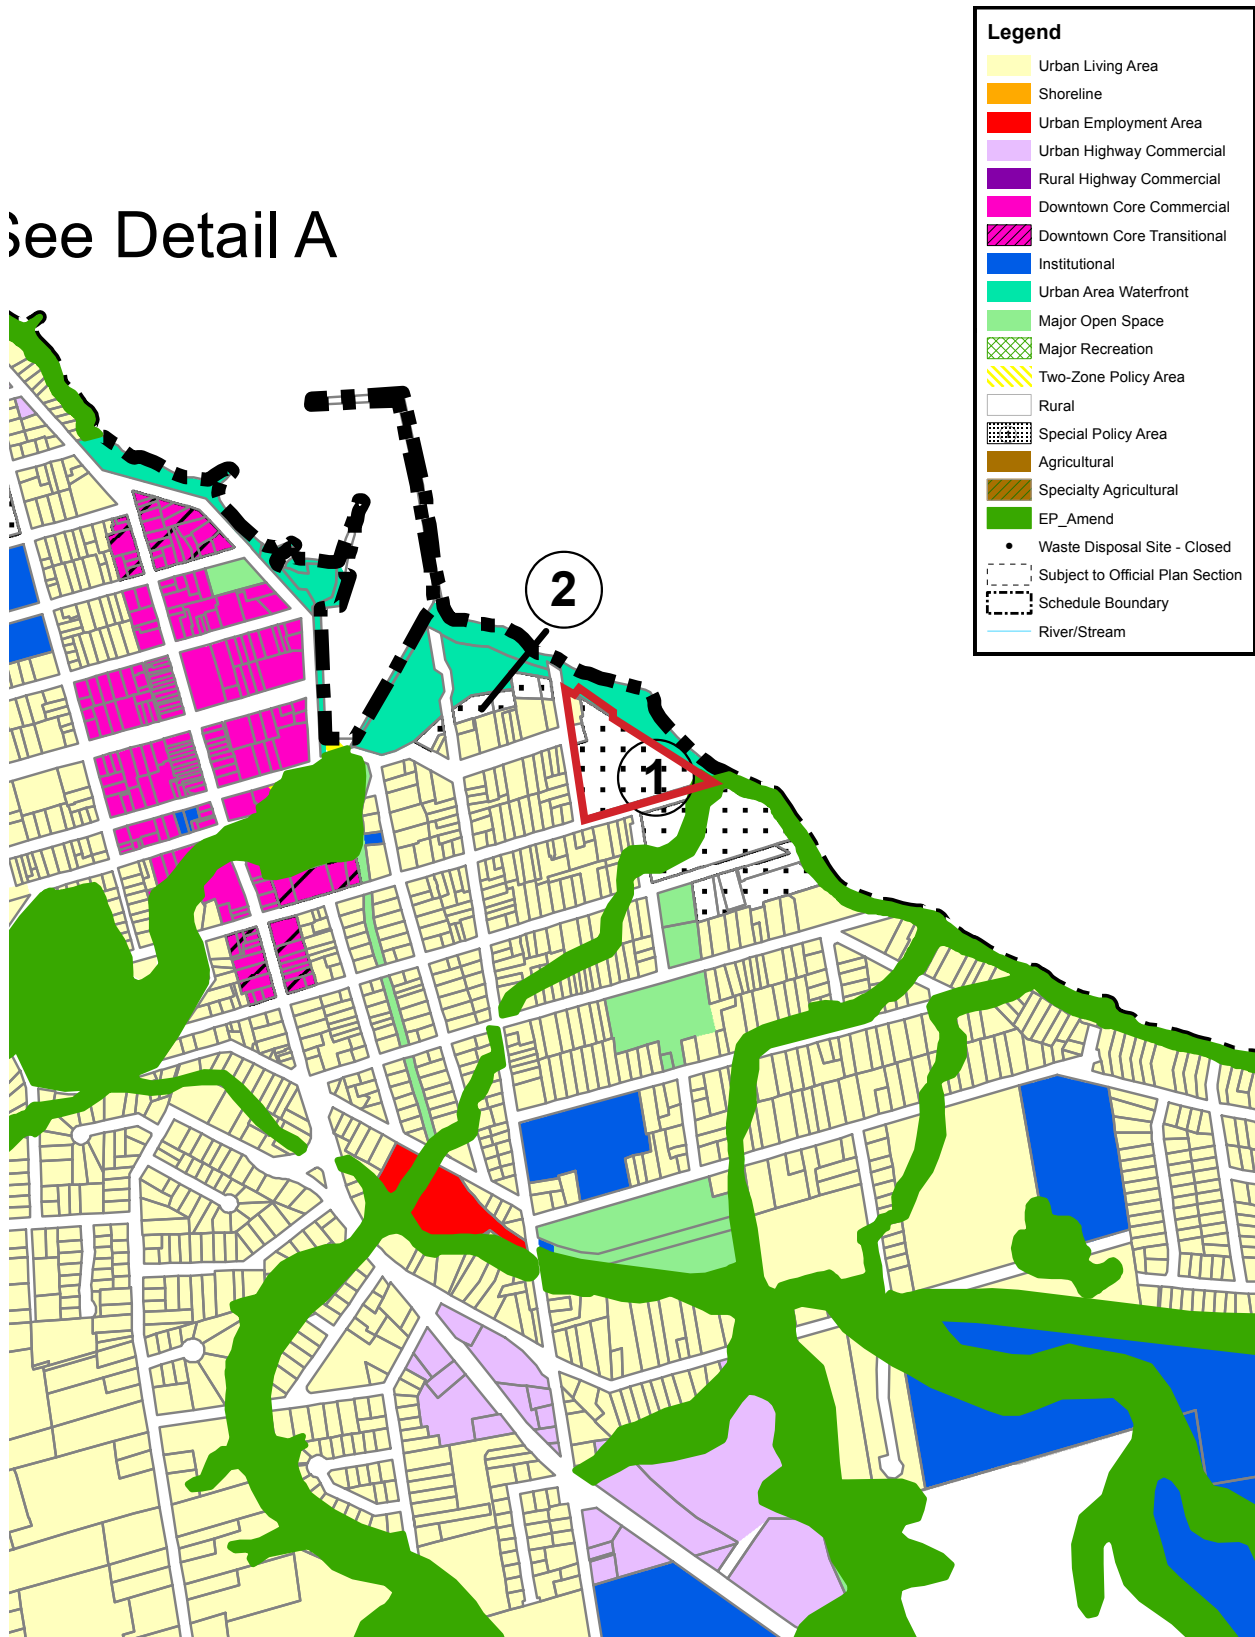 Legend
Urban Living Area
Shoreline
Urban Employment Area
Urban Highway Commercial
Rural Highway Commercial
Downtown Core Commercial
Downtown Core Transitional
Institutional
Urban Area Waterfront
Major Open Space
Major Recreation
Two-Zone Policy Area
Rural
Special Policy Area
Agricultural
Specialty Agricultural
EP_Amend
Waste Disposal Site - Closed
Subject to Official Plan Section
Schedule Boundary
River/Stream
See Detail A
2
1